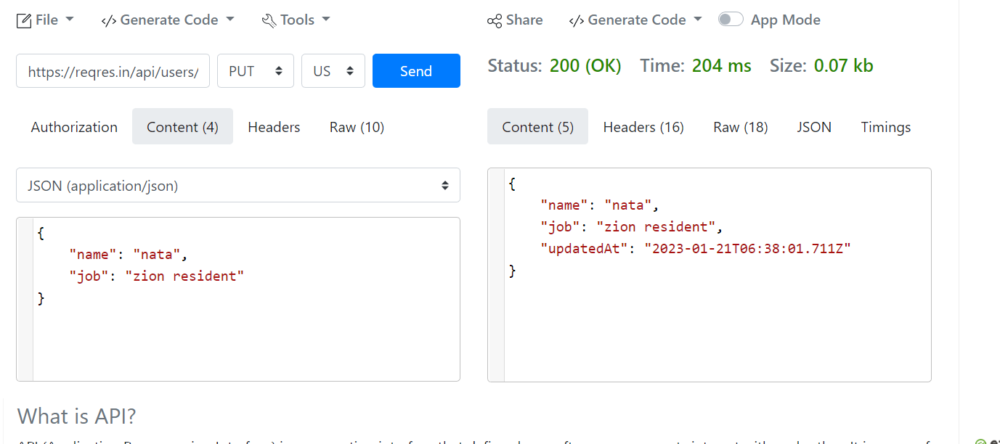 File Generate Code Tools
Share Generate Code App Mode
https://reqres.in/api/users/ PUT US Send
Status: 200 (OK) Time: 204 ms Size: 0.07 kb
Authorization Content (4) Headers Raw (10)
Content (5) Headers (16) Raw (18) JSON Timings
JSON (application/json)
{
"name": "nata",
"job": "zion resident"
}
{
"name": "nata",
"job": "zion resident",
"updatedAt": "2023-01-21T06:38:01.711Z"
}
What is API?